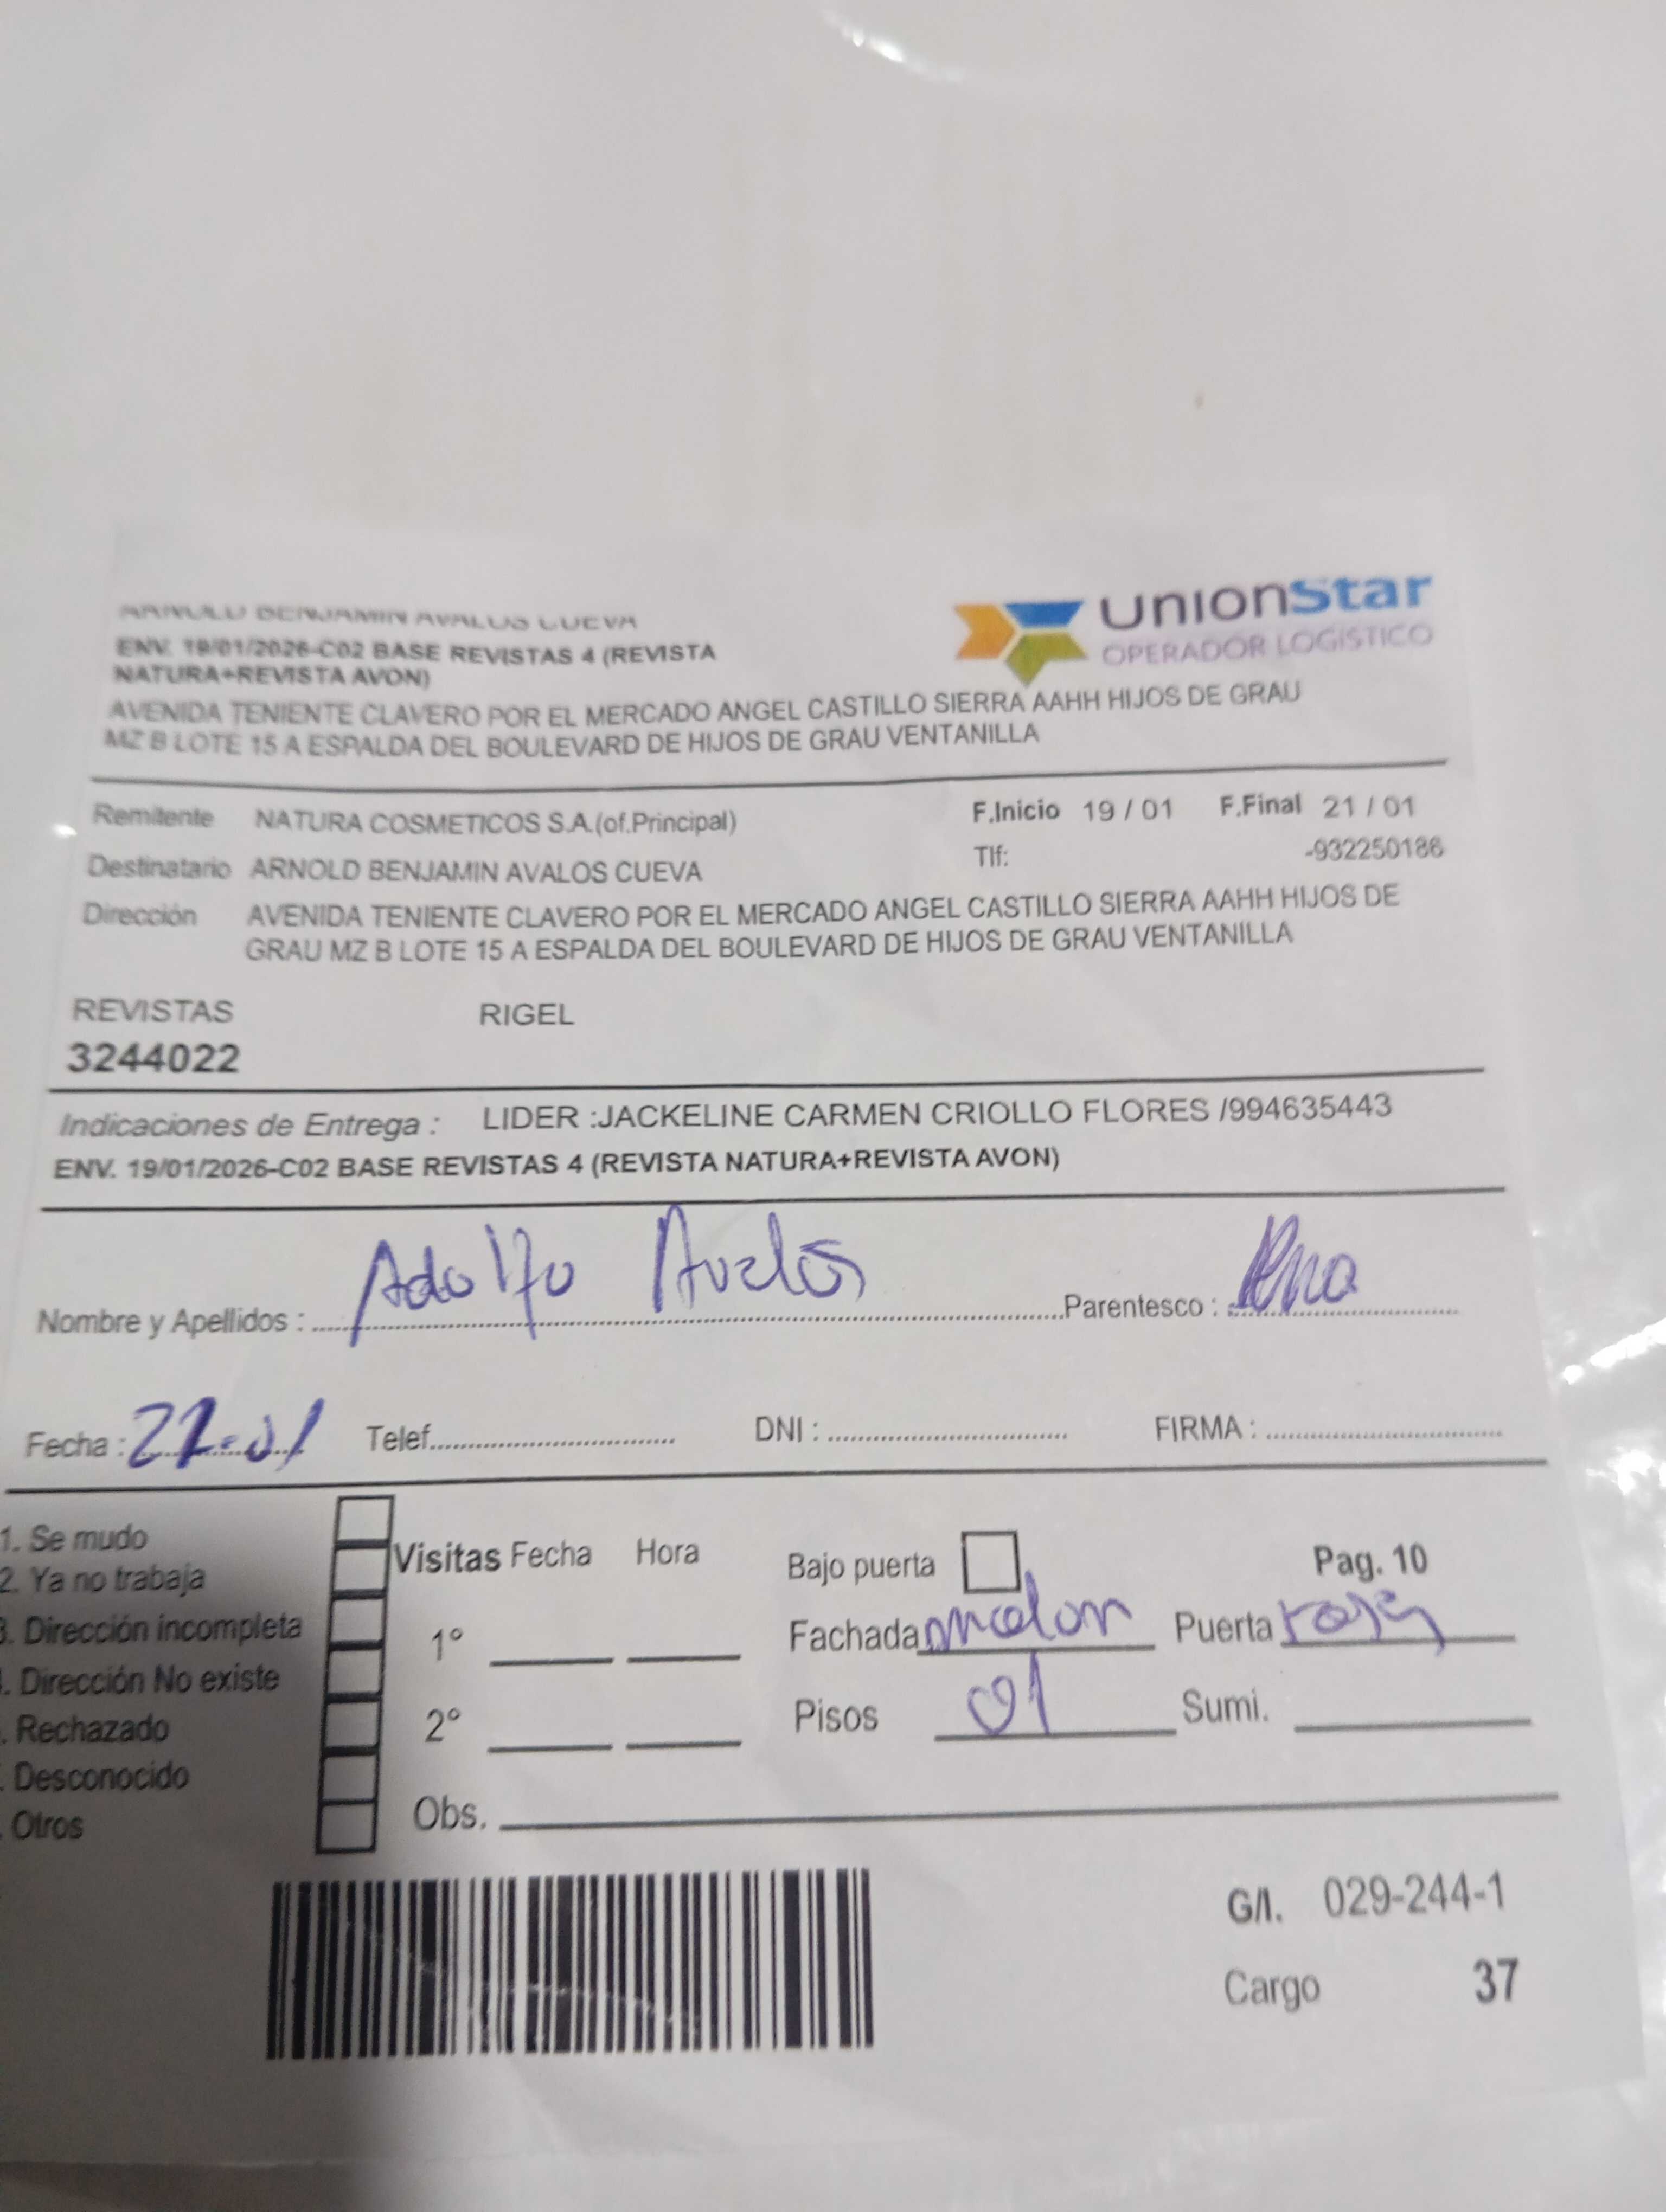 ARNOLD BENJAMIN AVALOS CUEVA
ENV. 19/01/2026-C02 BASE REVISTAS 4 (REVISTA
NATURA+REVISTA AVON)
UnionStar
OPERADOR LOGÍSTICO
AVENIDA TENIENTE CLAVERO POR EL MERCADO ANGEL CASTILLO SIERRA AAHH HIJOS DE GRAU
MZ B LOTE 15 A ESPALDA DEL BOULEVARD DE HIJOS DE GRAU VENTANILLA
Remitente NATURA COSMETICOS S.A.(of.Principal) F.Inicio 19 / 01 F.Final 21 / 01
Destinatario ARNOLD BENJAMIN AVALOS CUEVA Tlf: -932250186
Dirección AVENIDA TENIENTE CLAVERO POR EL MERCADO ANGEL CASTILLO SIERRA AAHH HIJOS DE
GRAU MZ B LOTE 15 A ESPALDA DEL BOULEVARD DE HIJOS DE GRAU VENTANILLA
REVISTAS RIGEL
3244022
Indicaciones de Entrega : LIDER :JACKELINE CARMEN CRIOLLO FLORES /994635443
ENV. 19/01/2026-C02 BASE REVISTAS 4 (REVISTA NATURA+REVISTA AVON)
Nombre y Apellidos : Adolfo Avalos Parentesco :
Fecha : Telef. DNI : FIRMA :
1. Se mudo
2. Ya no trabaja
3. Dirección incompleta
. Dirección No existe
. Rechazado
. Desconocido
. Otros
Visitas Fecha Hora
1°
2°
Obs.
Bajo puerta Pag. 10
Fachada melon Puerta
Pisos 01 Sumi.
G/I. 029-244-1
Cargo 37